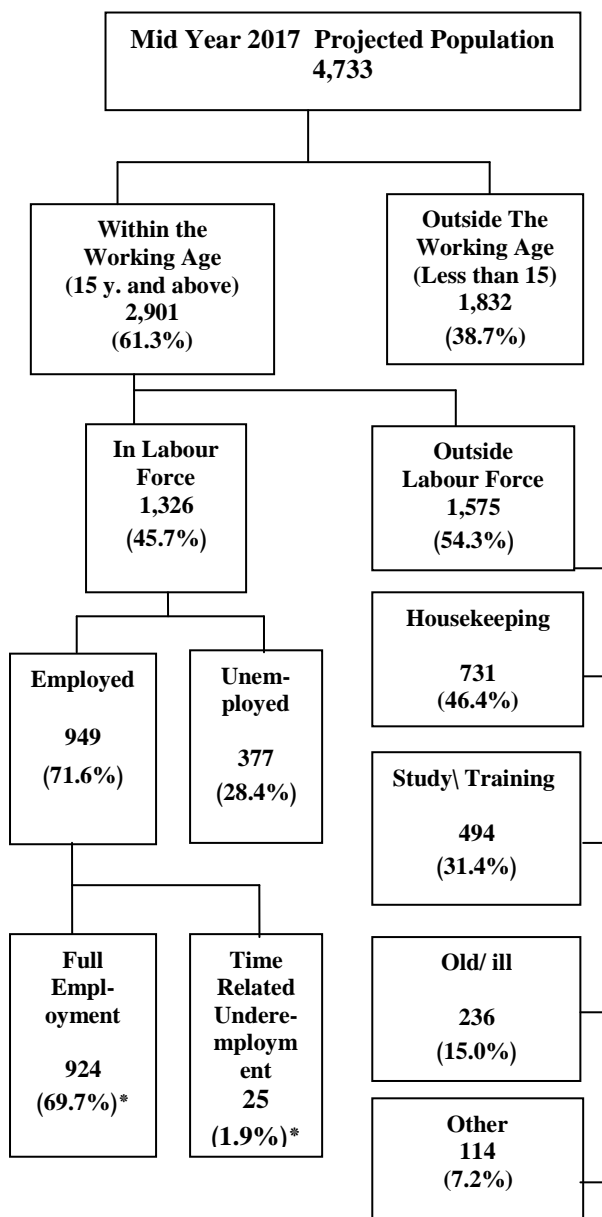 Mid Year 2017 Projected Population
4,733
Within the
Working Age
(15 y. and above)
2,901
(61.3%)
Outside The
Working Age
(Less than 15)
1,832
(38.7%)
In Labour
Force
1,326
(45.7%)
Outside
Labour Force
1,575
(54.3%)
Employed
949
(71.6%)
Unem-
ployed
377
(28.4%)
Housekeeping
731
(46.4%)
Study\ Training
494
(31.4%)
Full
Empl-
oyment
924
(69.7%)*
Time
Related
Undere-
mploym
ent
25
(1.9%)*
Old/ ill
236
(15.0%)
Other
114
(7.2%)